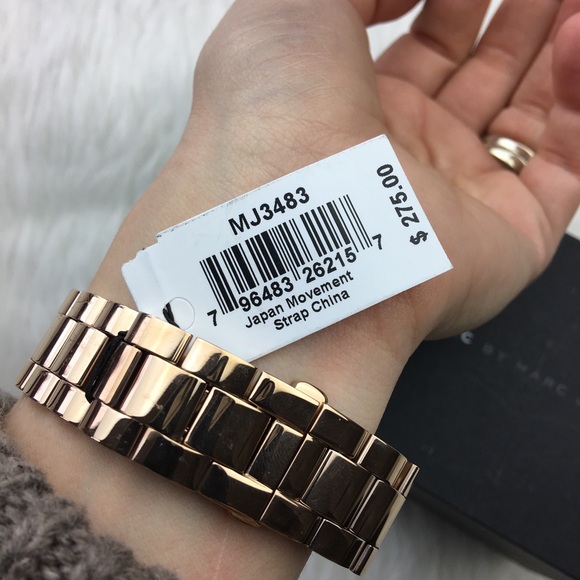 MJ3483
$ 275.00
7 96483 26215 7
Japan Movement
Strap China
C BY MARC